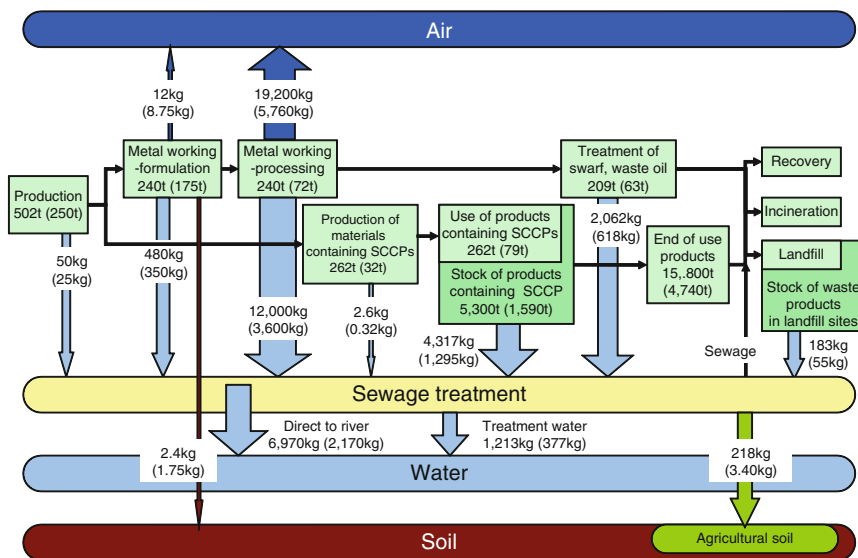 Air
12kg
(8.75kg)
19,200kg
(5,760kg)
Metal working
-formulation
240t (175t)
Metal working
-processing
240t (72t)
Treatment of
swarf, waste oil
209t (63t)
Recovery
Production
502t (250t)
Production of
materials
containing SCCPs
262t (32t)
Use of products
containing SCCPs
262t (79t)
Stock of products
containing SCCP
5,300t (1,590t)
2,062kg
(618kg)
End of use
products
15,.800t
(4,740t)
Incineration
Landfill
Stock of waste
products
in landfill sites
50kg
(25kg)
480kg
(350kg)
12,000kg
(3,600kg)
2.6kg
(0.32kg)
4,317kg
(1,295kg)
Sewage
183kg
(55kg)
Sewage treatment
Direct to river
6,970kg (2,170kg)
Treatment water
1,213kg (377kg)
2.4kg
(1.75kg)
218kg
(3.40kg)
Water
Soil
Agricultural soil